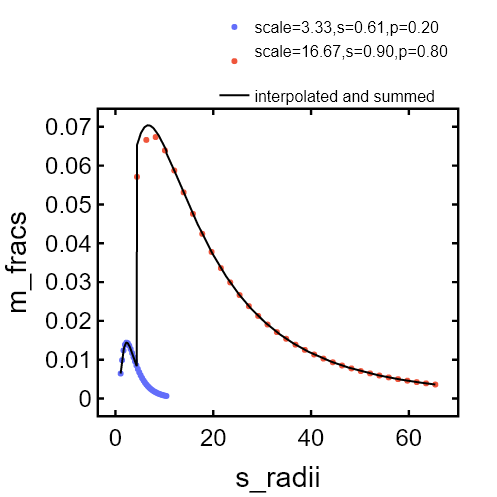 scale=3.33,s=0.61,p=0.20
scale=16.67,s=0.90,p=0.80
interpolated and summed
0.07
0.06
0.05
0.04
0.03
0.02
0.01
0
m_fracs
0
20
40
60
s_radii